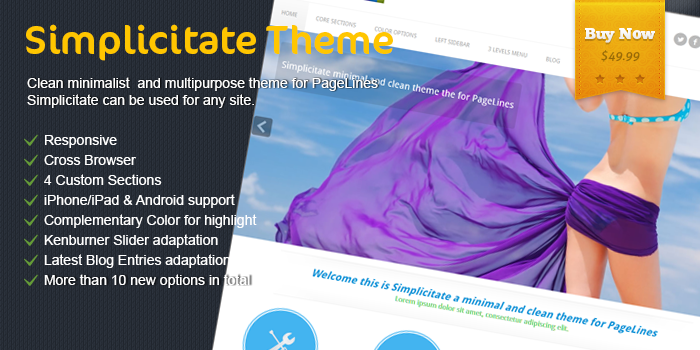 Simplicitate Theme
Clean minimalist  and multipurpose theme for PageLines
Simplicitate can be used for any site.
Responsive
Cross Browser
4 Custom Sections
iPhone/iPad & Android support
Complementary Color for highlight
Kenburner Slider adaptation
Latest Blog Entries adaptation
More than 10 new options in total
HOME
CORE SECTIONS
COLOR OPTIONS
LEFT SIDEBAR
3 LEVELS MENU
BLOG
Buy Now
$49.99
Simplicitate minimal and clean theme the for PageLines
Welcome this is Simplicitate a minimal and clean theme for PageLines
Lorem ipsum dolor sit amet, consectetur adipiscing elit.